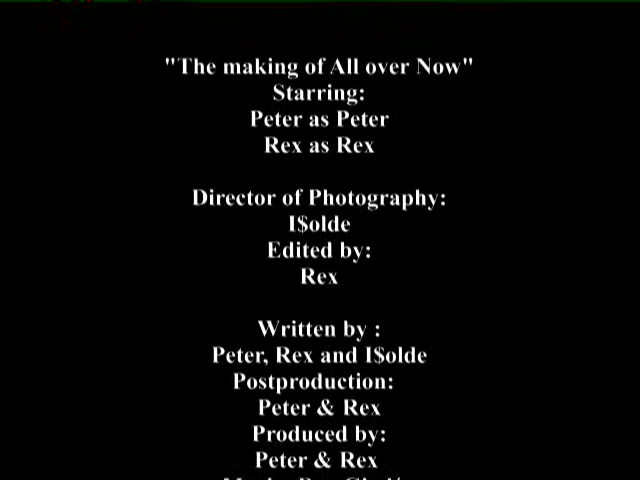 "The making of All over Now"
Starring:
Peter as Peter
Rex as Rex
Director of Photography:
I$olde
Edited by:
Rex
Written by :
Peter, Rex and I$olde
Postproduction:
Peter & Rex
Produced by:
Peter & Rex